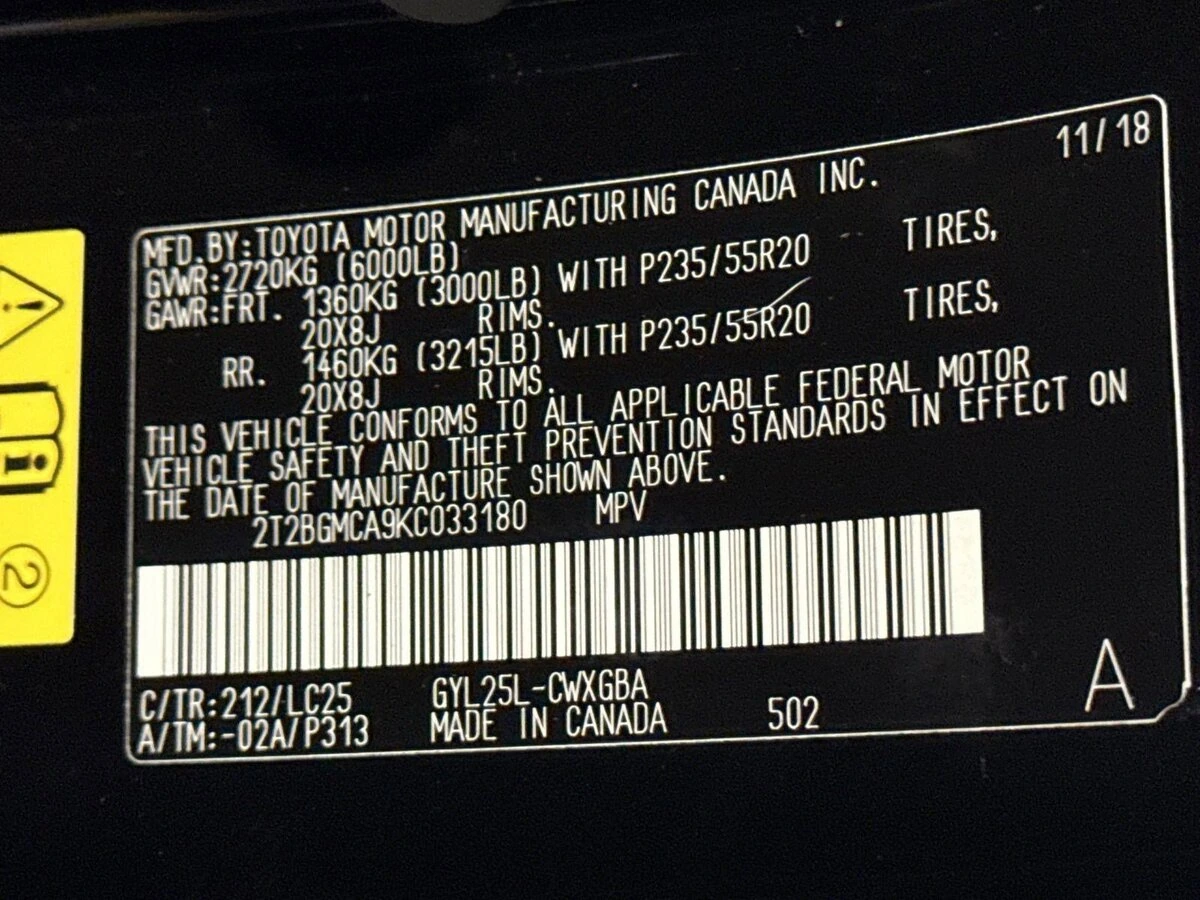 11/18
MFD.BY:TOYOTA MOTOR MANUFACTURING CANADA INC.
GVWR:2720KG (6000LB)
GAWR:FRT. 1360KG (3000LB) WITH P235/55R20 TIRES,
20X8J RIMS.
RR. 1460KG (3215LB) WITH P235/55R20 TIRES,
20X8J RIMS.
THIS VEHICLE CONFORMS TO ALL APPLICABLE FEDERAL MOTOR
VEHICLE SAFETY AND THEFT PREVENTION STANDARDS IN EFFECT ON
THE DATE OF MANUFACTURE SHOWN ABOVE.
2T2BGMCA9KC033180 MPV
C/TR:212/LC25 GYL25L-CWXGBA
A/TM:-02A/P313 MADE IN CANADA 502 A
2